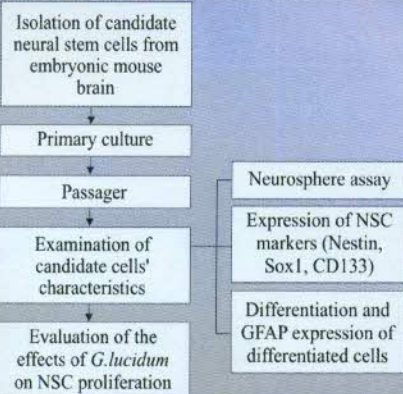 Isolation of candidate
neural stem cells from
embryonic mouse
brain
Primary culture
Passager
Examination of
candidate cells'
characteristics
Evaluation of the
effects of G.lucidum
on NSC proliferation
Neurosphere assay
Expression of NSC
markers (Nestin,
Sox1, CD133)
Differentiation and
GFAP expression of
differentiated cells